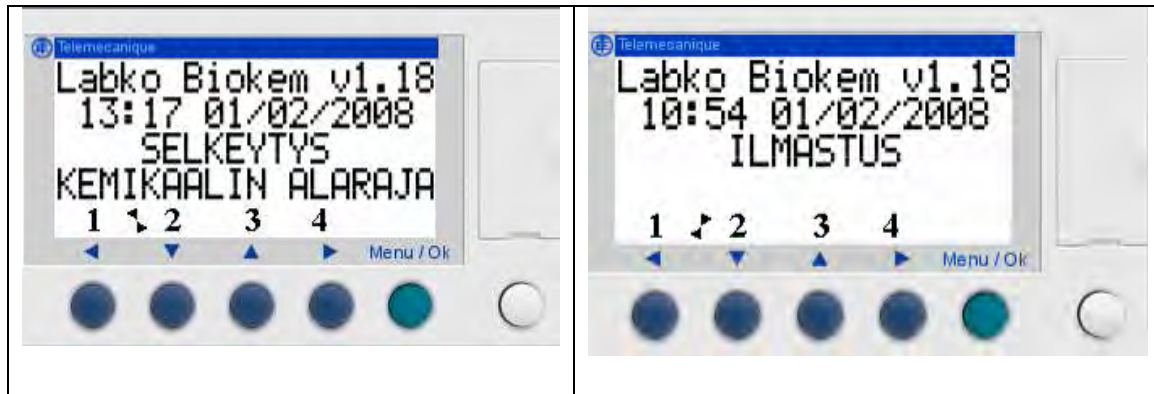 Telemecanique
Labko Biokem v1.18
13:17 01/02/2008
SELKEYTYS
KEMIKAALIN ALARAJA
1 2 3 4
Menu / Ok
Telemecanique
Labko Biokem v1.18
10:54 01/02/2008
ILMASTUS
1 2 3 4
Menu / Ok